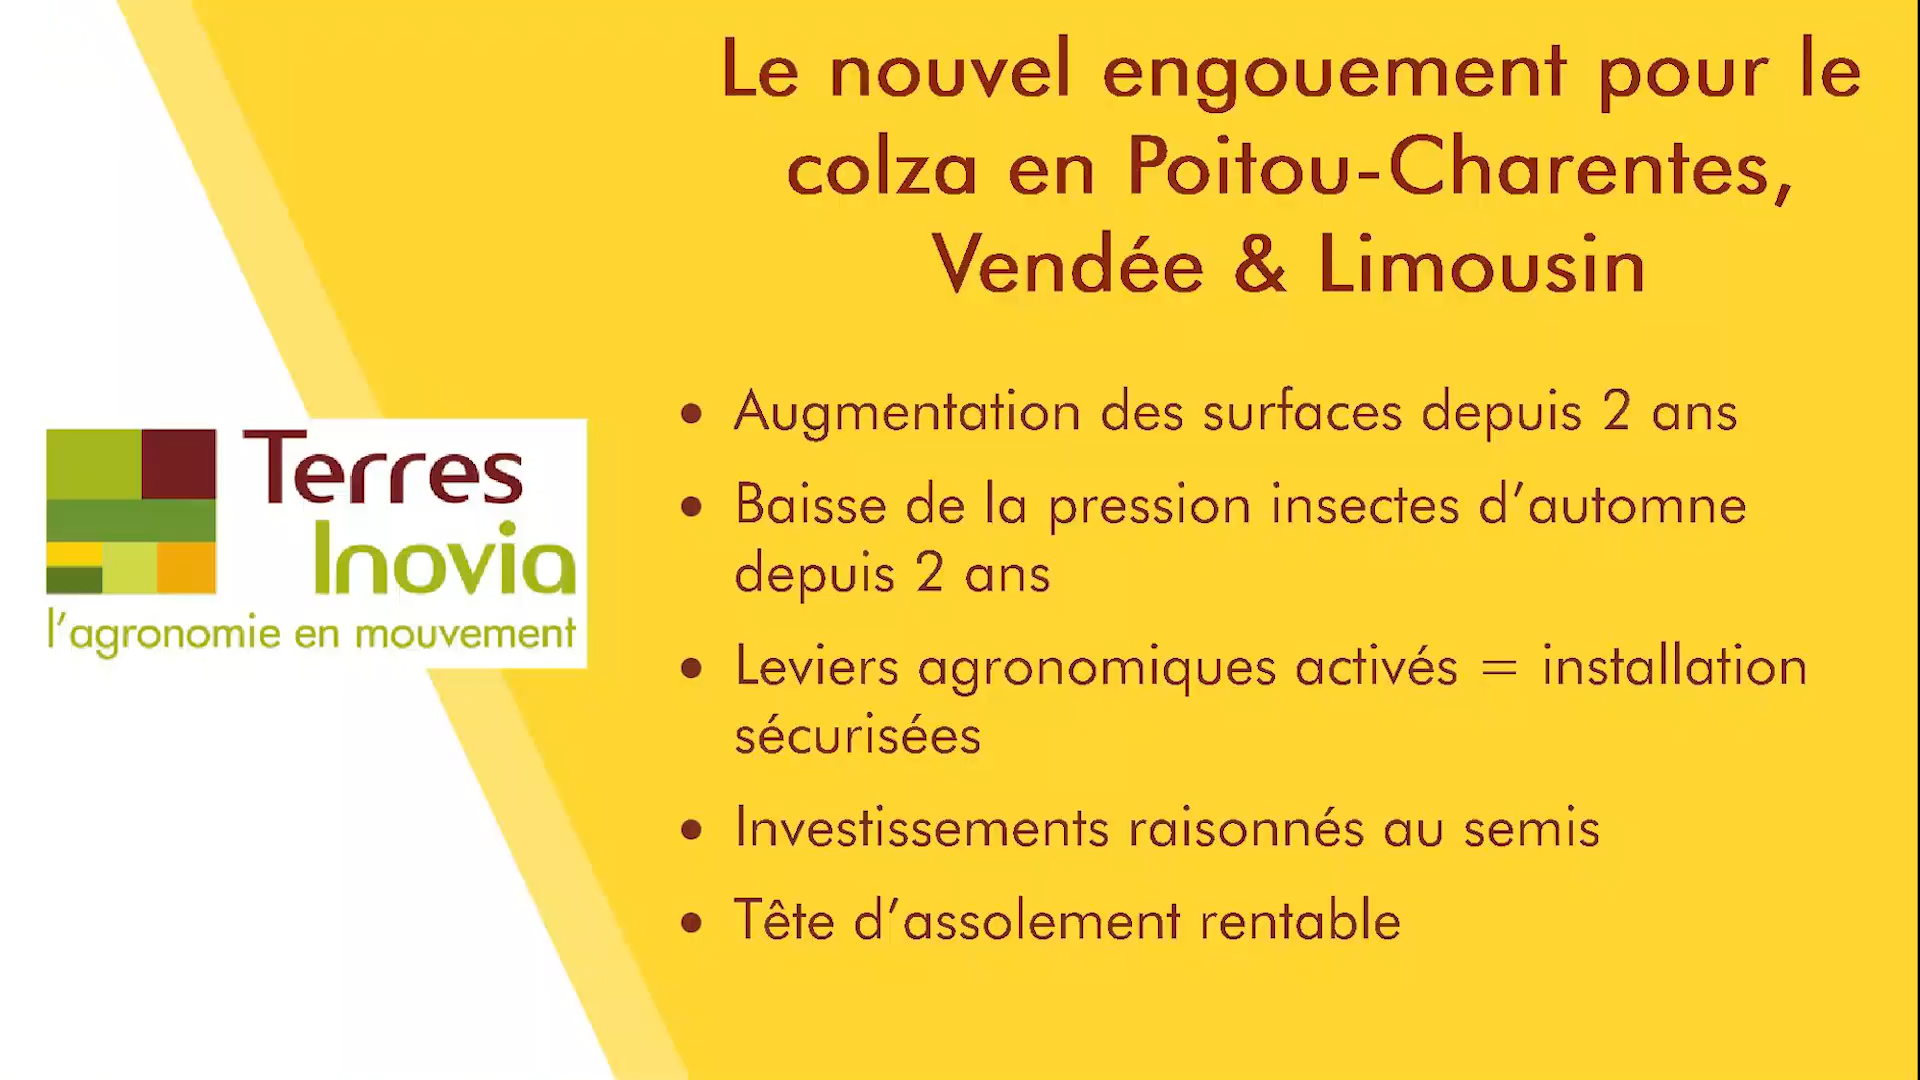 Le nouvel engouement pour le
colza en Poitou-Charentes,
Vendée & Limousin
Terres
Inovia
l'agronomie en mouvement
• Augmentation des surfaces depuis 2 ans
• Baisse de la pression insectes d'automne
depuis 2 ans
• Leviers agronomiques activés = installation
sécurisées
• Investissements raisonnés au semis
• Tête d'assolement rentable